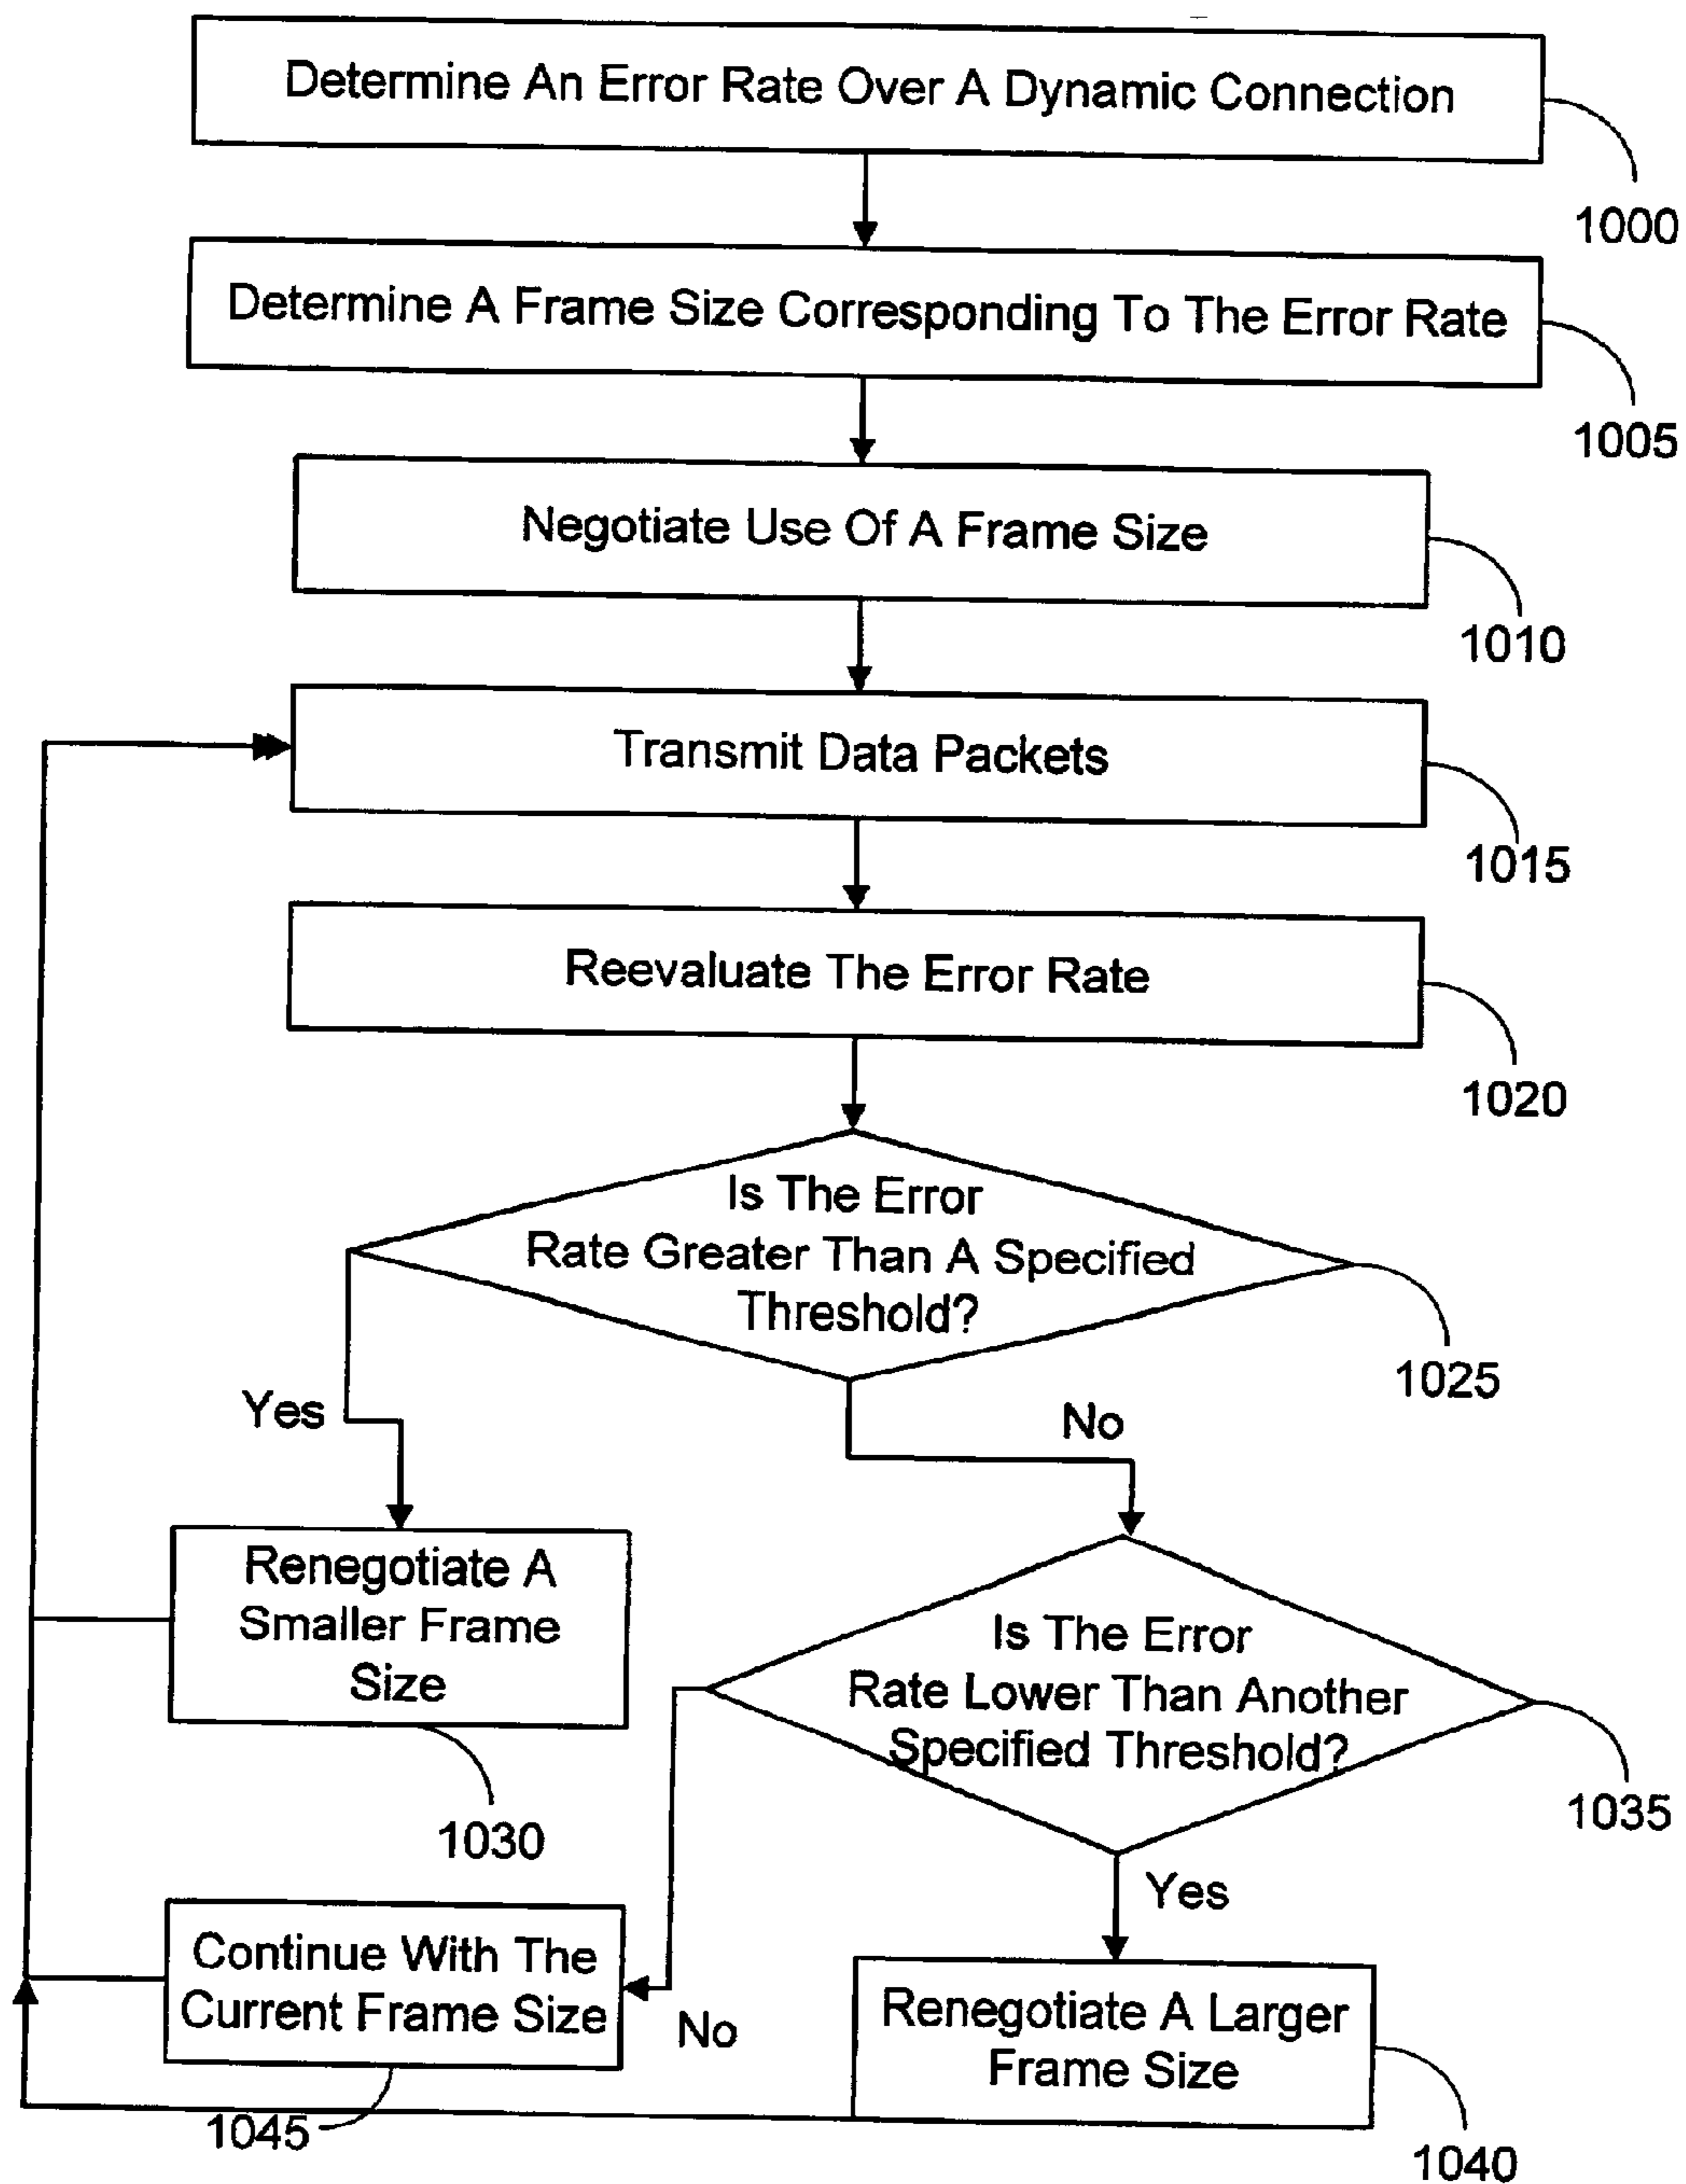 Determine An Error Rate Over A Dynamic Connection
1000
Determine A Frame Size Corresponding To The Error Rate
1005
Negotiate Use Of A Frame Size
1010
Transmit Data Packets
1015
Reevaluate The Error Rate
1020
Is The Error
Rate Greater Than A Specified
Threshold?
1025
Yes
No
Renegotiate A
Smaller Frame
Size
1030
Is The Error
Rate Lower Than Another
Specified Threshold?
1035
Yes
Continue With The
Current Frame Size
No
1045
Renegotiate A Larger
Frame Size
1040